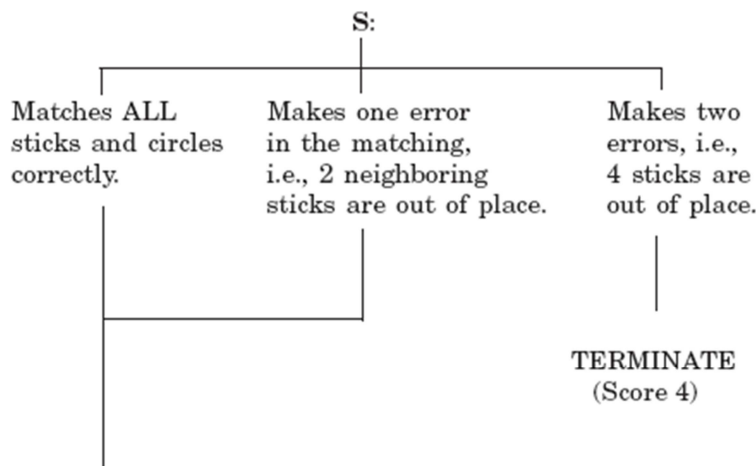 S:
Matches ALL
sticks and circles
correctly.
Makes one error
in the matching,
i.e., 2 neighboring
sticks are out of place.
Makes two
errors, i.e.,
4 sticks are
out of place.
TERMINATE
(Score 4)